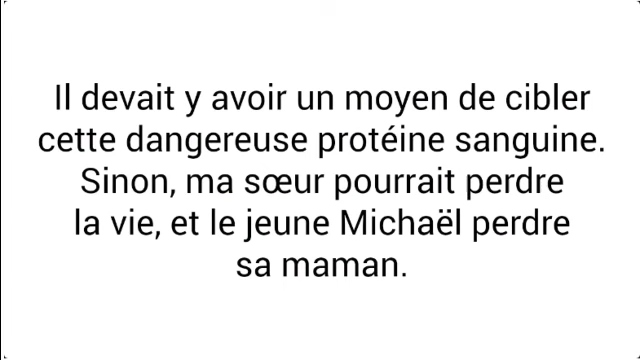 Il devait y avoir un moyen de cibler
cette dangereuse protéine sanguine.
Sinon, ma sœur pourrait perdre
la vie, et le jeune Michaël perdre
sa maman.